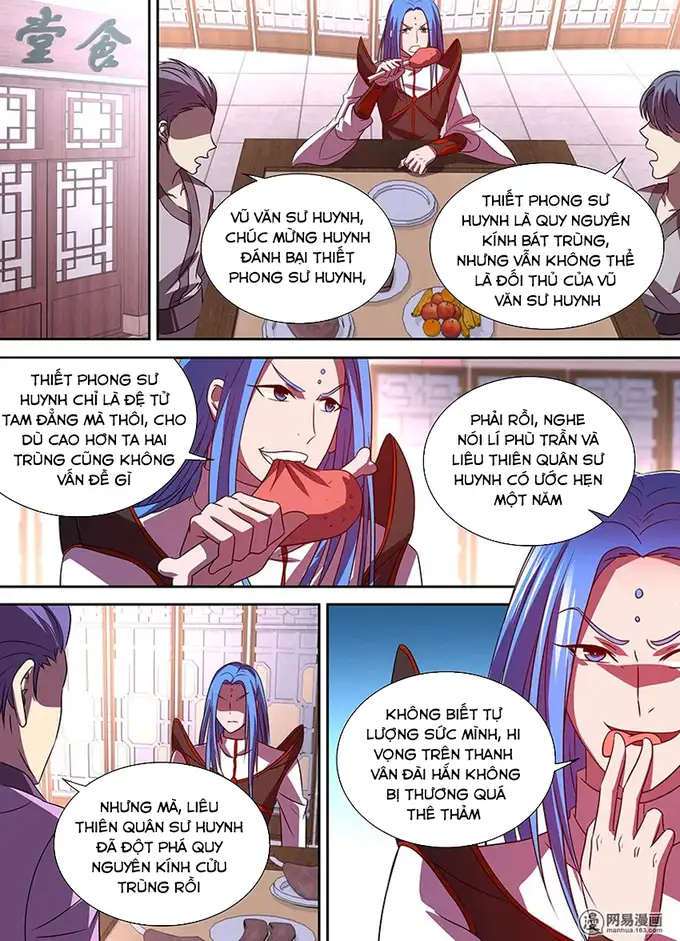 堂食
VŨ VĂN SƯ HUYNH,
CHÚC MỪNG HUYNH
ĐÁNH BẠI THIẾT
PHONG SƯ HUYNH,
THIẾT PHONG SƯ
HUYNH LÀ QUY NGUYÊN
KÍNH BÁT TRÙNG,
NHƯNG VẪN KHÔNG THỂ
LÀ ĐỐI THỦ CỦA VŨ
VĂN SƯ HUYNH
THIẾT PHONG SƯ
HUYNH CHỈ LÀ ĐỆ TỬ
TAM ĐẲNG MÀ THÔI, CHO
DÙ CAO HƠN TA HAI
TRÙNG CŨNG KHÔNG
VẤN ĐỀ GÌ
PHẢI RỒI, NGHE
NÓI LÍ PHÙ TRẦN VÀ
LIÊU THIÊN QUÂN SƯ
HUYNH CÓ ƯỚC HẸN
MỘT NĂM
NHƯNG MÀ, LIÊU
THIÊN QUÂN SƯ HUYNH
ĐÃ ĐỘT PHÁ QUY
NGUYÊN KÍNH CỬU
TRÙNG RỒI
KHÔNG BIẾT TỰ
LƯỢNG SỨC MÌNH, HI
VỌNG TRÊN THANH
VÂN ĐÀI HẮN KHÔNG
BỊ THƯƠNG QUÁ
THÊ THẢM
网易漫画
manhua.163.com